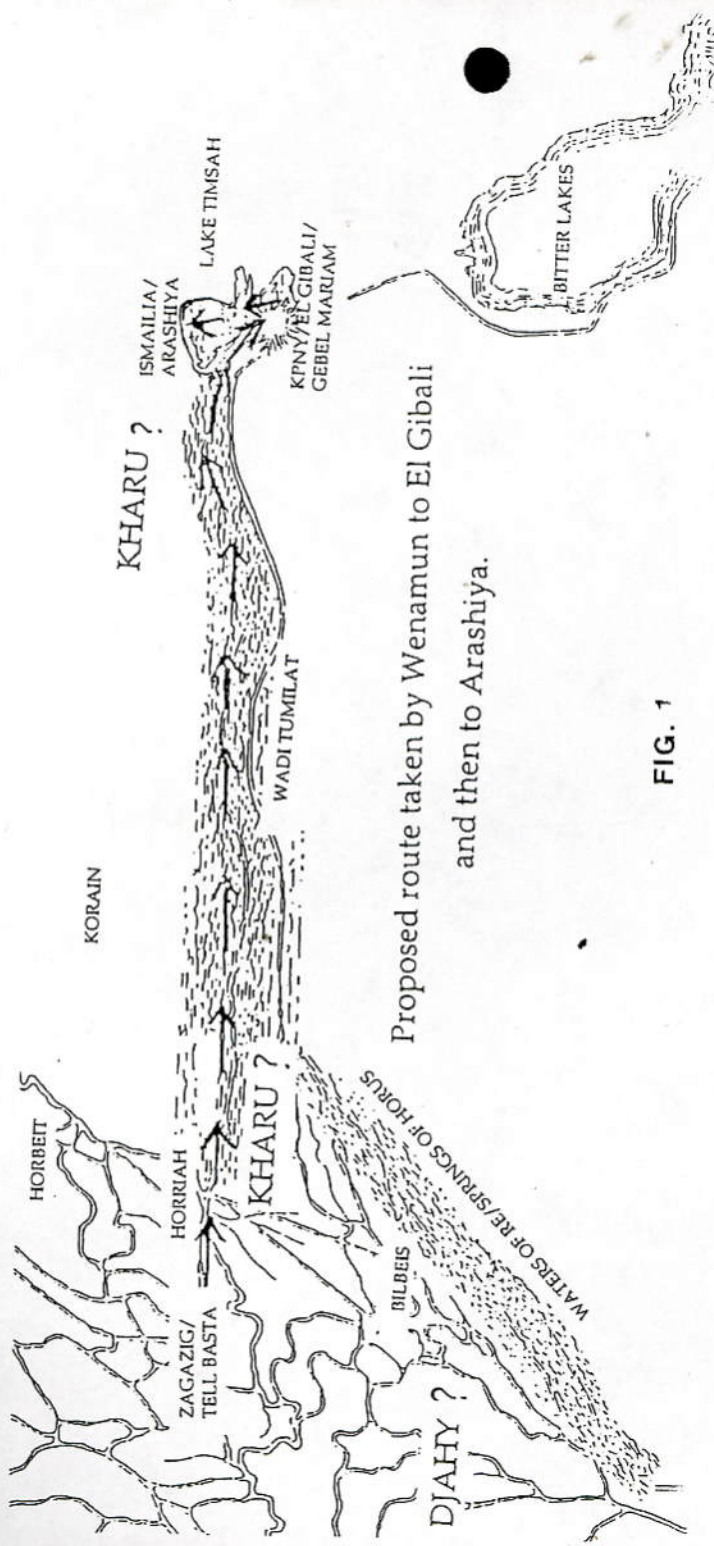 HORBEIT
KORAIN
KHARU ?
ISMAILIA/
ARASHIYA
LAKE TIMSAH
ZAGAZIG/
TELL BASTA
HORRIAH
KHARU ?
WADI TUMILAT
KPNY/EL GIBALI/
GEBEL MARIAM
DJAHY ?
BILBEIS
WATERS OF RE/SPRINGS OF HORUS
BITTER LAKES
Proposed route taken by Wenamun to El Gibali
and then to Arashiya.
FIG. 1